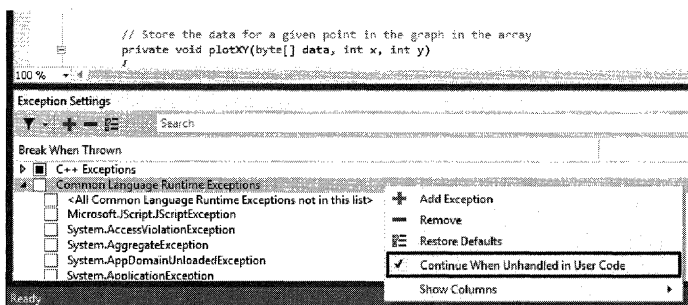 // Store the data for a given point in the graph in the array
private void plotXY(byte[] data, int x, int y)
{
100 %
Exception Settings
Search
Break When Thrown
C++ Exceptions
Common Language Runtime Exceptions
<All Common Language Runtime Exceptions not in this list>
Microsoft.JScript.JScriptException
System.AccessViolationException
System.AggregateException
System.AppDomainUnloadedException
System.ApplicationException
Add Exception
Remove
Restore Defaults
Continue When Unhandled in User Code
Show Columns
Ready